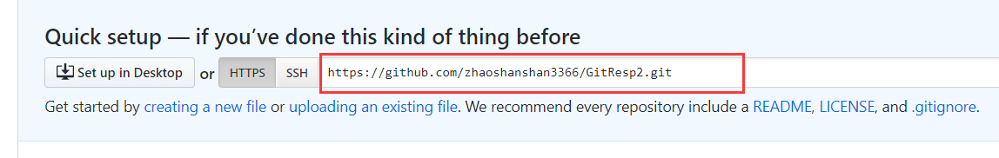 Quick setup — if you’ve done this kind of thing before
Set up in Desktop or HTTPS SSH https://github.com/zhaoshanshan3366/GitResp2.git
Get started by creating a new file or uploading an existing file. We recommend every repository include a README, LICENSE, and .gitignore.